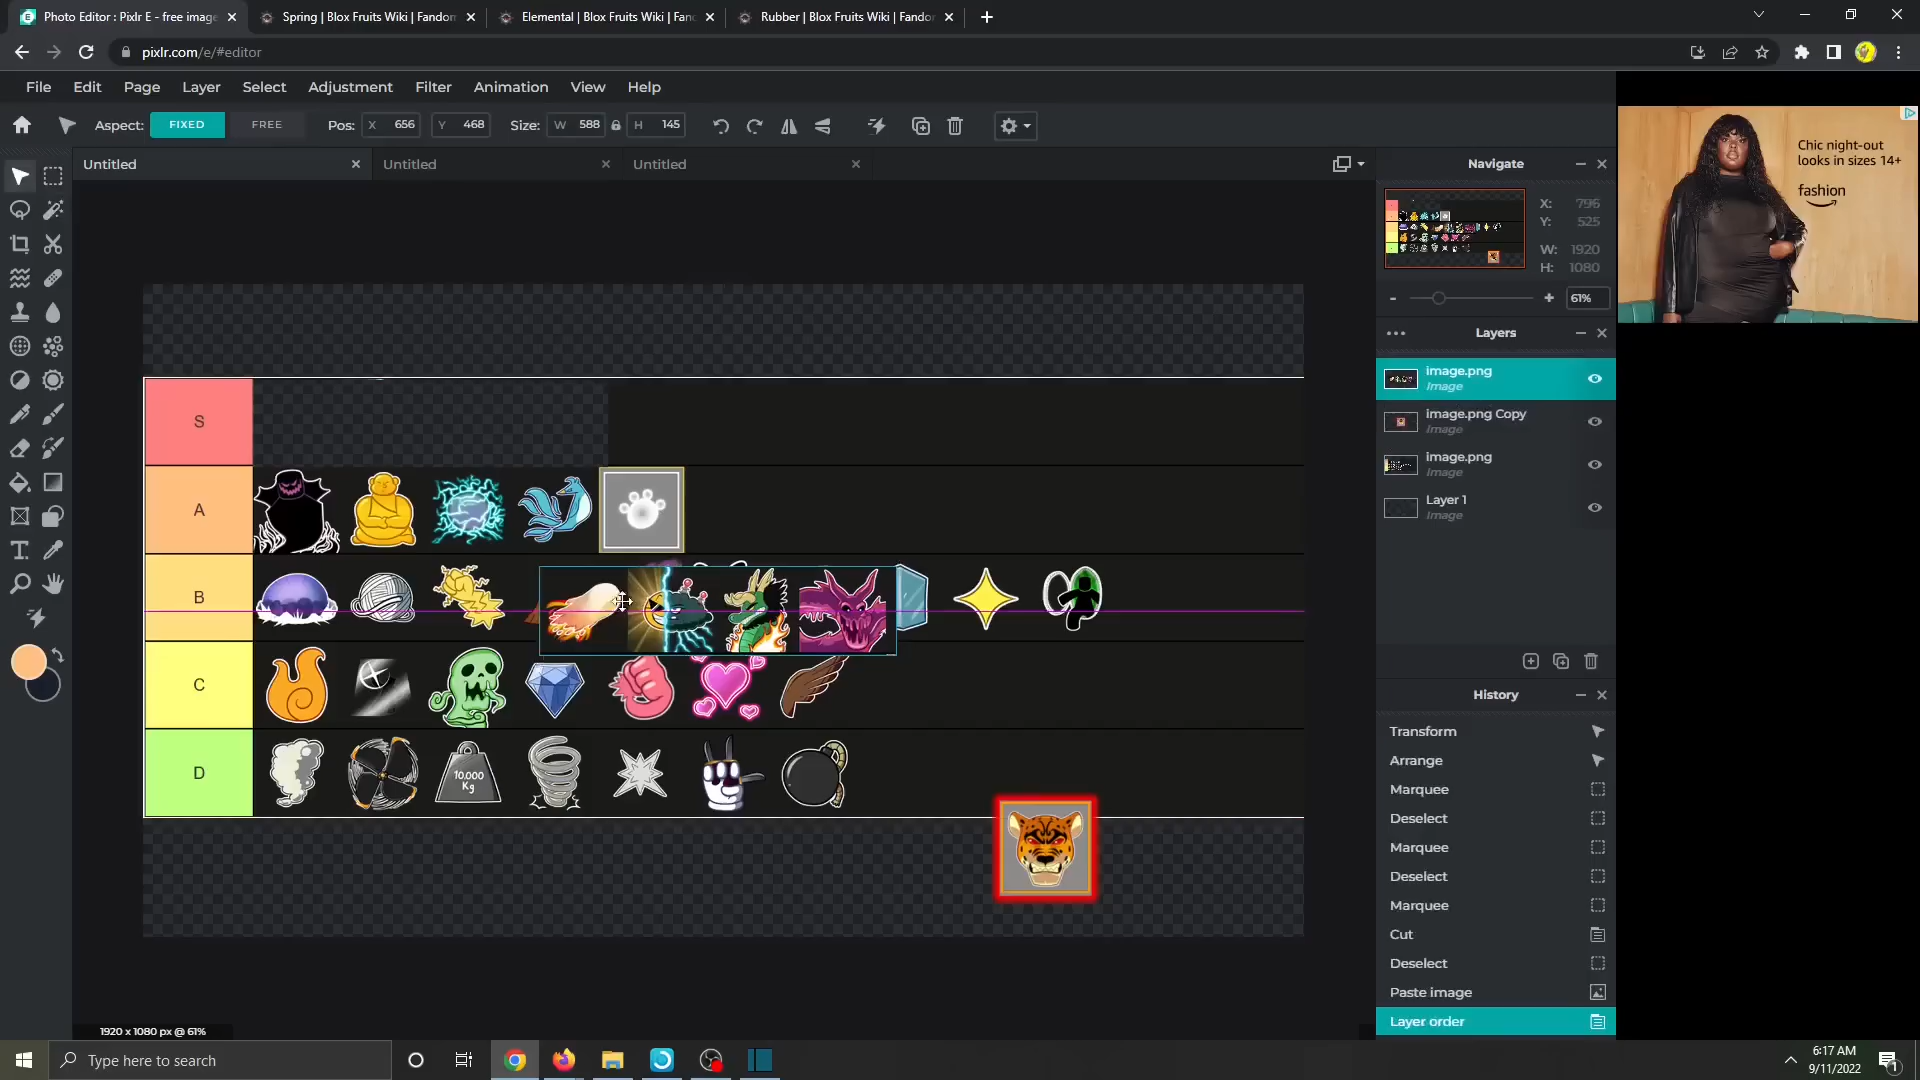 Photo Editor : Pixlr E - free image
Spring | Blox Fruits Wiki | Fandom
Elemental | Blox Fruits Wiki | Fan
Rubber | Blox Fruits Wiki | Fandor
pixlr.com/e/#editor
File Edit Page Layer Select Adjustment Filter Animation View Help
Aspect: FIXED FREE Pos: X 656 Y 468 Size: W 588 H 145
Untitled
Untitled
Untitled
Navigate
X: 796
Y: 525
W: 1920
H: 1080
- + 61%
Chic night-out
looks in sizes 14+
fashion
Layers
image.png
Image
image.png Copy
Image
image.png
Image
Layer 1
Image
S
A
B
C
D
10.000
Kg
T
History
Transform
Arrange
Marquee
Deselect
Marquee
Deselect
Marquee
Cut
Deselect
Paste image
Layer order
1920 x 1080 px @ 61%
Type here to search
6:17 AM
9/11/2022
1